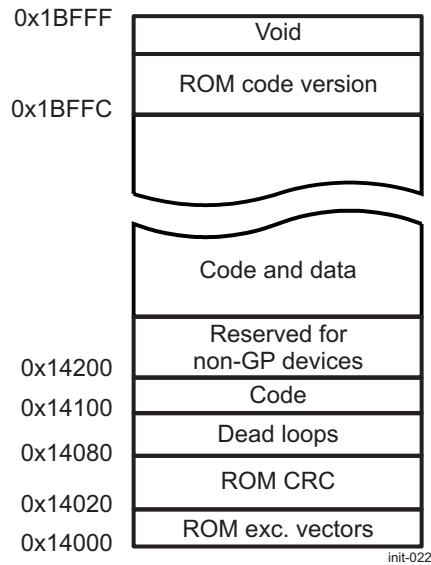 0x1BFFF
Void
ROM code version
0x1BFFC
Code and data
Reserved for
non-GP devices
0x14200
Code
0x14100
Dead loops
0x14080
ROM CRC
0x14020
ROM exc. vectors
0x14000
init-022